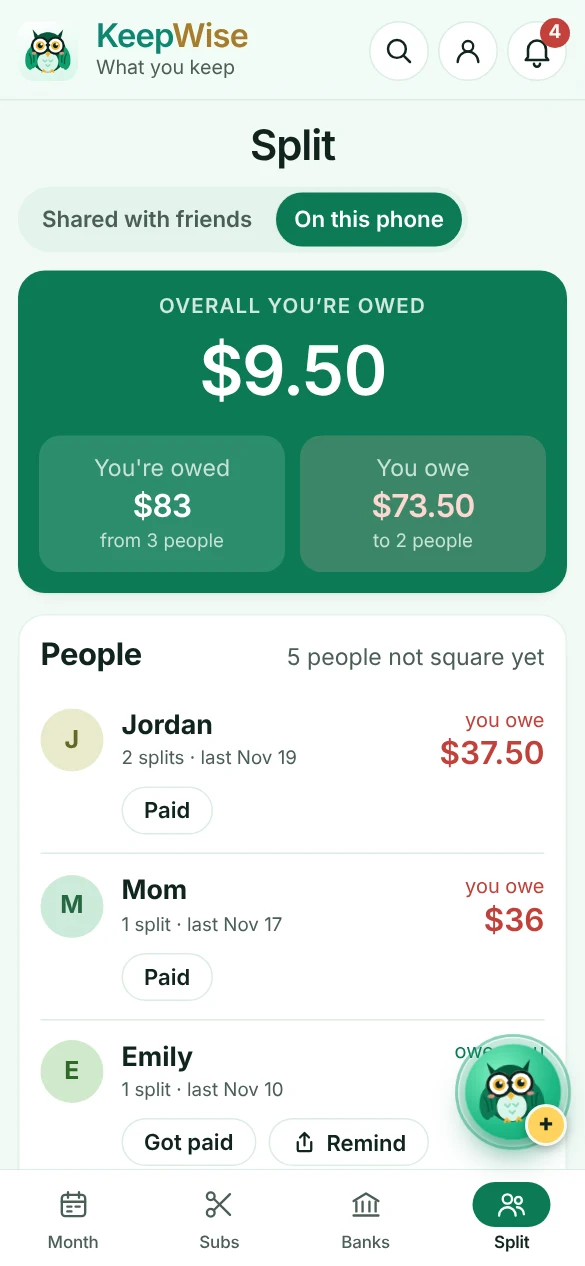 KeepWise
What you keep
4
Split
Shared with friends
On this phone
OVERALL YOU’RE OWED
$9.50
You're owed
$83
from 3 people
You owe
$73.50
to 2 people
People
5 people not square yet
J
Jordan
2 splits · last Nov 19
you owe
$37.50
Paid
M
Mom
1 split · last Nov 17
you owe
$36
Paid
E
Emily
1 split · last Nov 10
Got paid
Remind
+
Month
Subs
Banks
Split